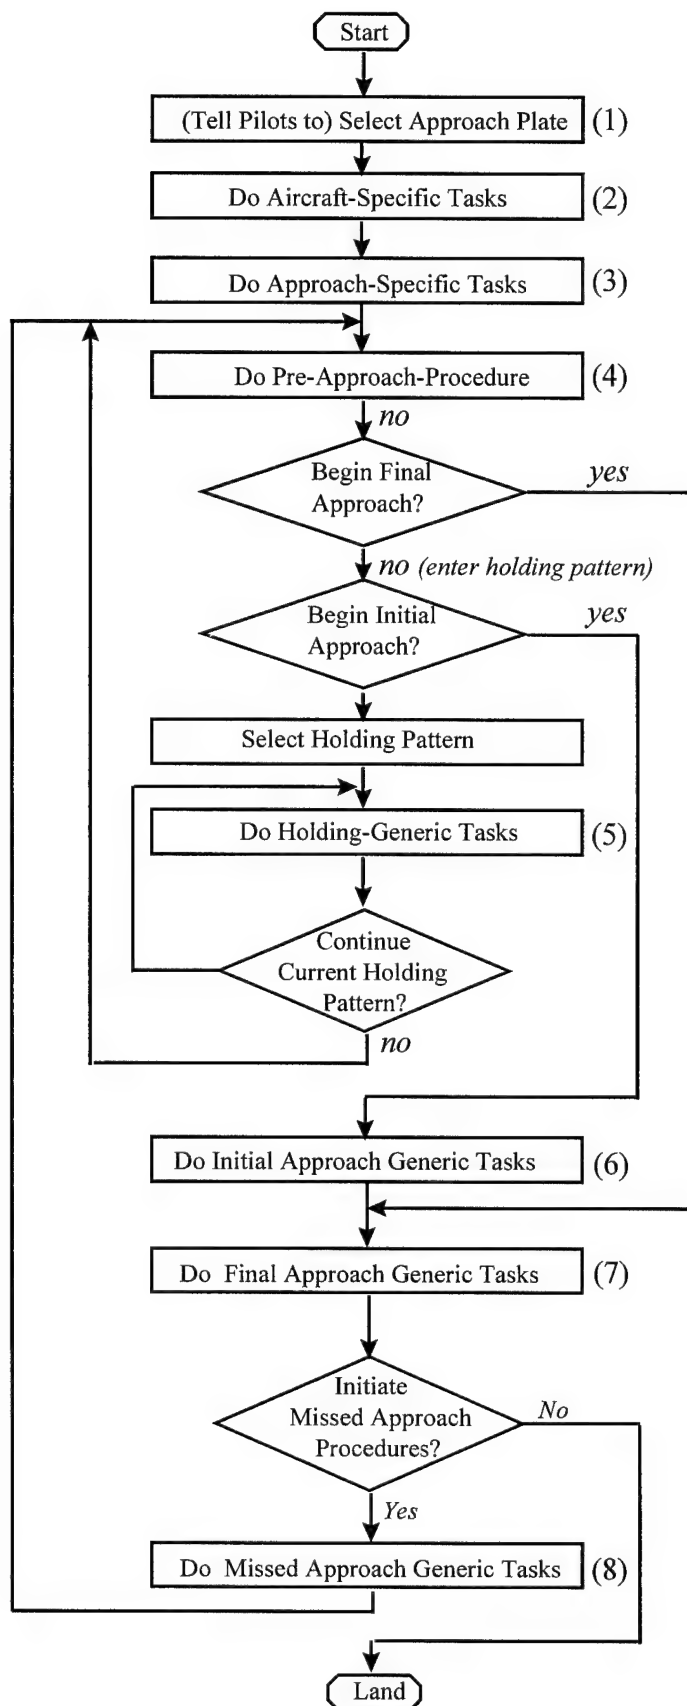 Start
(Tell Pilots to) Select Approach Plate (1)
Do Aircraft-Specific Tasks (2)
Do Approach-Specific Tasks (3)
Do Pre-Approach-Procedure (4)
no
Begin Final
Approach?
yes
no (enter holding pattern)
Begin Initial
Approach?
yes
Select Holding Pattern
Do Holding-Generic Tasks (5)
Continue
Current Holding
Pattern?
no
Do Initial Approach Generic Tasks (6)
Do Final Approach Generic Tasks (7)
Initiate
Missed Approach
Procedures?
No
Yes
Do Missed Approach Generic Tasks (8)
Land